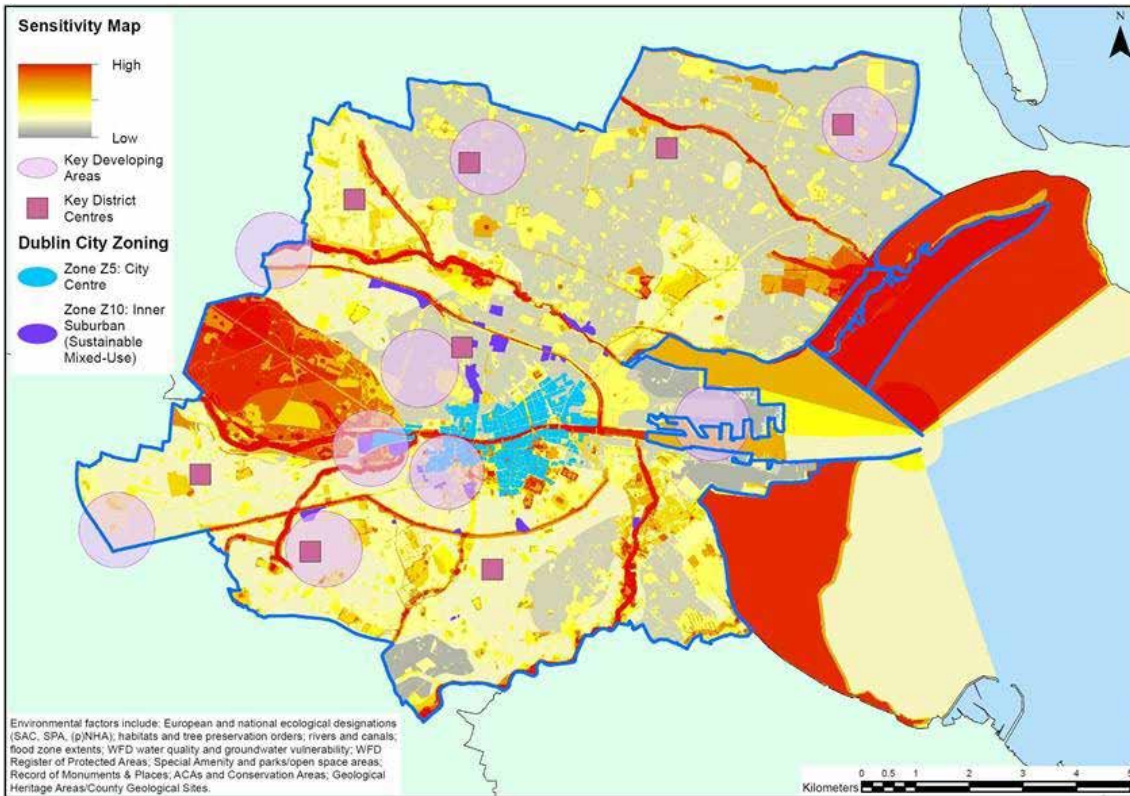 Sensitivity Map
High
Low
Key Developing
Areas
Key District
Centres
Dublin City Zoning
Zone Z5: City
Centre
Zone Z10: Inner
Suburban
(Sustainable
Mixed-Use)
N
Environmental factors include: European and national ecological designations
(SAC, SPA, (p)NHA); habitats and tree preservation orders; rivers and canals;
flood zone extents; WFD water quality and groundwater vulnerability; WFD
Register of Protected Areas; Special Amenity and parks/open space areas;
Record of Monuments & Places; ACAs and Conservation Areas; Geological
Heritage Areas/County Geological Sites.
0 0.5 1 2 3 4 5
Kilometers